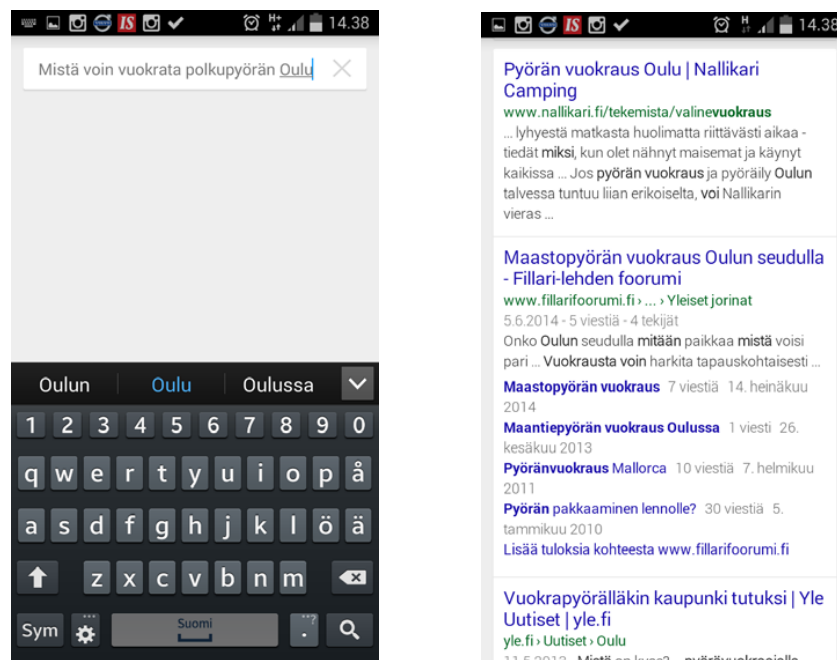 IS
H+
14.38
Mistä voin vuokrata polkupyörän Oulu
Oulun Oulu Oulussa
1 2 3 4 5 6 7 8 9 0
q w e r t y u i o p å
a s d f g h j k l ö ä
z x c v b n m
Sym Suomi . ...?
IS
H
14.38
Pyörän vuokraus Oulu | Nallikari
Camping
www.nallikari.fi/tekemista/valinevuokraus
... lyhyestä matkasta huolimatta riittävästi aikaa -
tiedät miksi, kun olet nähnyt maisemat ja käynyt
kaikissa ... Jos pyörän vuokraus ja pyöräily Oulun
talvessa tuntuu liian erikoiselta, voi Nallikarin
vieras ...
Maastopyörän vuokraus Oulun seudulla
- Fillari-lehden foorumi
www.fillarifoorumi.fi › ... › Yleiset jorinat
5.6.2014 - 5 viestiä - 4 tekijät
Onko Oulun seudulla mitään paikkaa mistä voisi
pari ... Vuokrausta voin harkita tapauskohtaisesti ...
Maastopyörän vuokraus 7 viestiä 14. heinäkuu
2014
Maantiepyörän vuokraus Oulussa 1 viesti 26.
kesäkuu 2013
Pyöränvuokraus Mallorca 10 viestiä 7. helmikuu
2011
Pyörän pakkaaminen lennolle? 30 viestiä 5.
tammikuu 2010
Lisää tuloksia kohteesta www.fillarifoorumi.fi
Vuokrapyörälläkin kaupunki tutuksi | Yle
Uutiset | yle.fi
yle.fi › Uutiset › Oulu